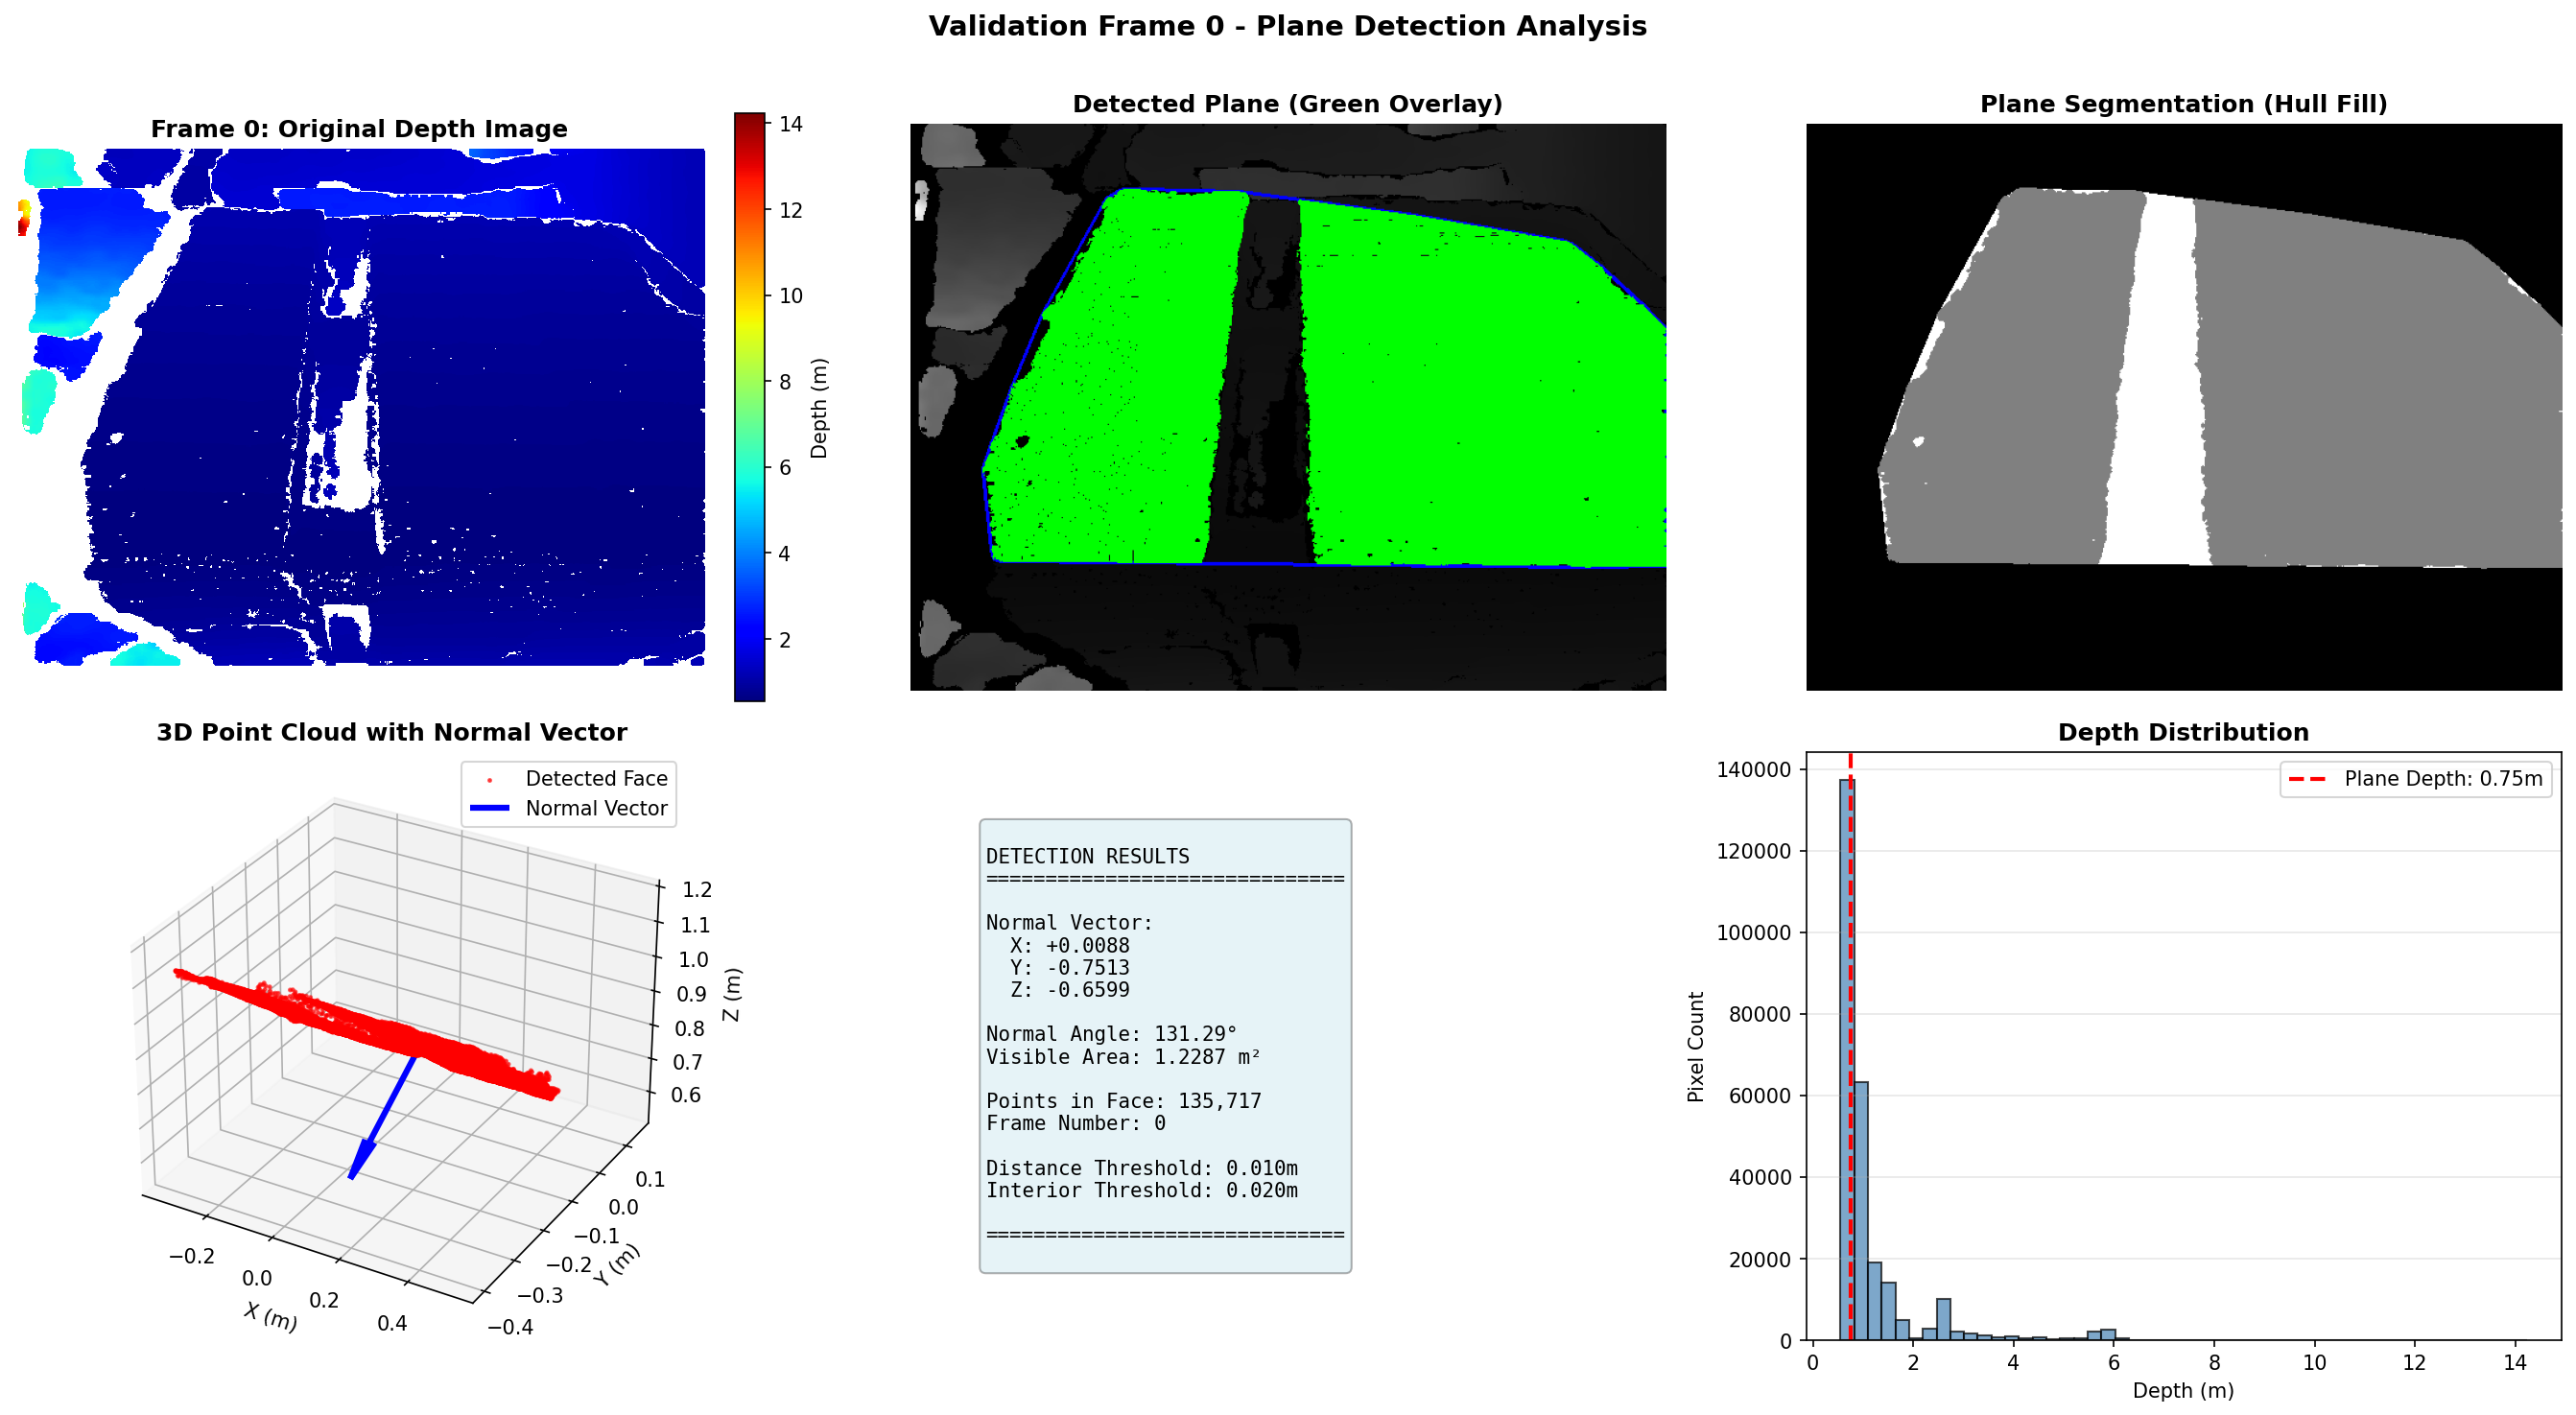 Validation Frame 0 - Plane Detection Analysis
Frame 0: Original Depth Image
14
12
10
8
6
4
2
Depth (m)
Detected Plane (Green Overlay)
Plane Segmentation (Hull Fill)
3D Point Cloud with Normal Vector
Detected Face
Normal Vector
1.2
1.1
1.0
0.9
0.8
0.7
0.6
Z (m)
0.1
0.0
−0.1
−0.2
−0.3
−0.4
Y (m)
−0.2
0.0
0.2
0.4
X (m)
DETECTION RESULTS
==============================
Normal Vector:
X: +0.0088
Y: -0.7513
Z: -0.6599
Normal Angle: 131.29°
Visible Area: 1.2287 m²
Points in Face: 135,717
Frame Number: 0
Distance Threshold: 0.010m
Interior Threshold: 0.020m
==============================
Depth Distribution
Plane Depth: 0.75m
140000
120000
100000
80000
60000
40000
20000
0
Pixel Count
0 2 4 6 8 10 12 14
Depth (m)